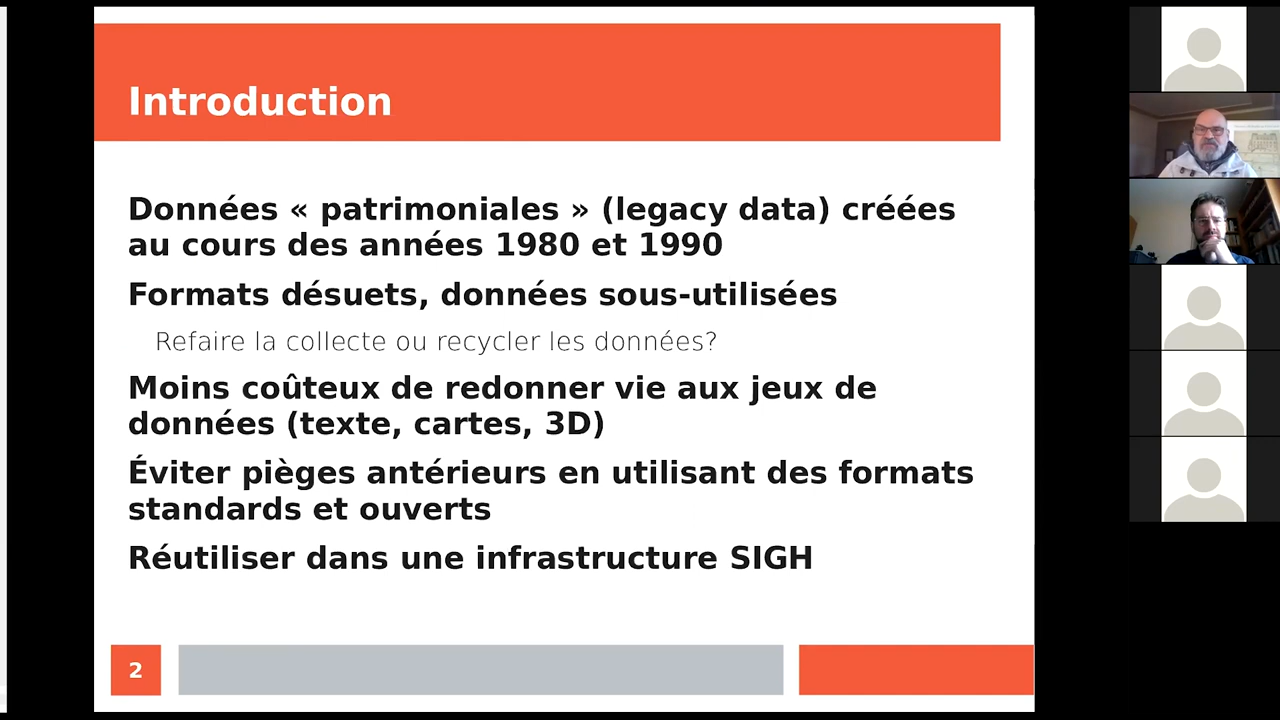 Introduction
Données « patrimoniales » (legacy data) créées
au cours des années 1980 et 1990
Formats désuets, données sous-utilisées
Refaire la collecte ou recycler les données?
Moins coûteux de redonner vie aux jeux de
données (texte, cartes, 3D)
Éviter pièges antérieurs en utilisant des formats
standards et ouverts
Réutiliser dans une infrastructure SIGH
2